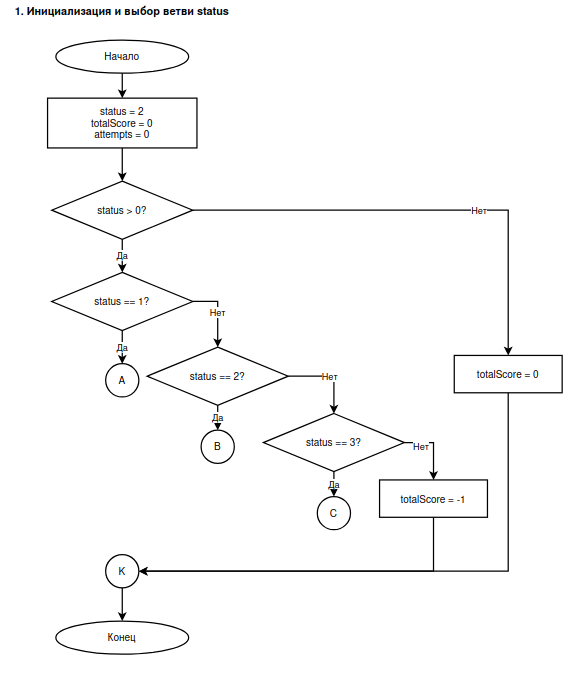 1. Инициализация и выбор ветви status
Начало
status = 2
totalScore = 0
attempts = 0
status > 0?
Нет
Да
status == 1?
Нет
Да
A
status == 2?
Нет
totalScore = 0
Да
B
status == 3?
Нет
Да
C
totalScore = -1
K
Конец